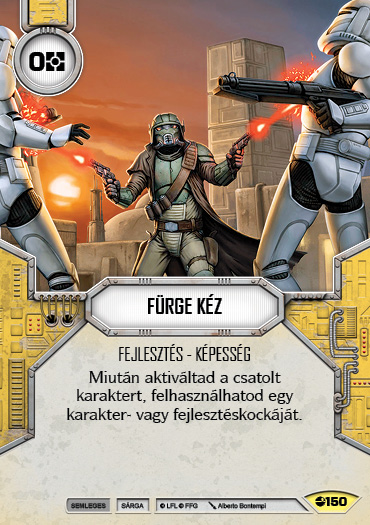 0
FÜRGE KÉZ
FEJLESZTÉS - KÉPESSÉG
Miután aktiváltad a csatolt
karaktert, felhasználhatod egy
karakter- vagy fejlesztéskockáját.
SEMLEGES SÁRGA © LFL © FFG Alberto Bontempi 150